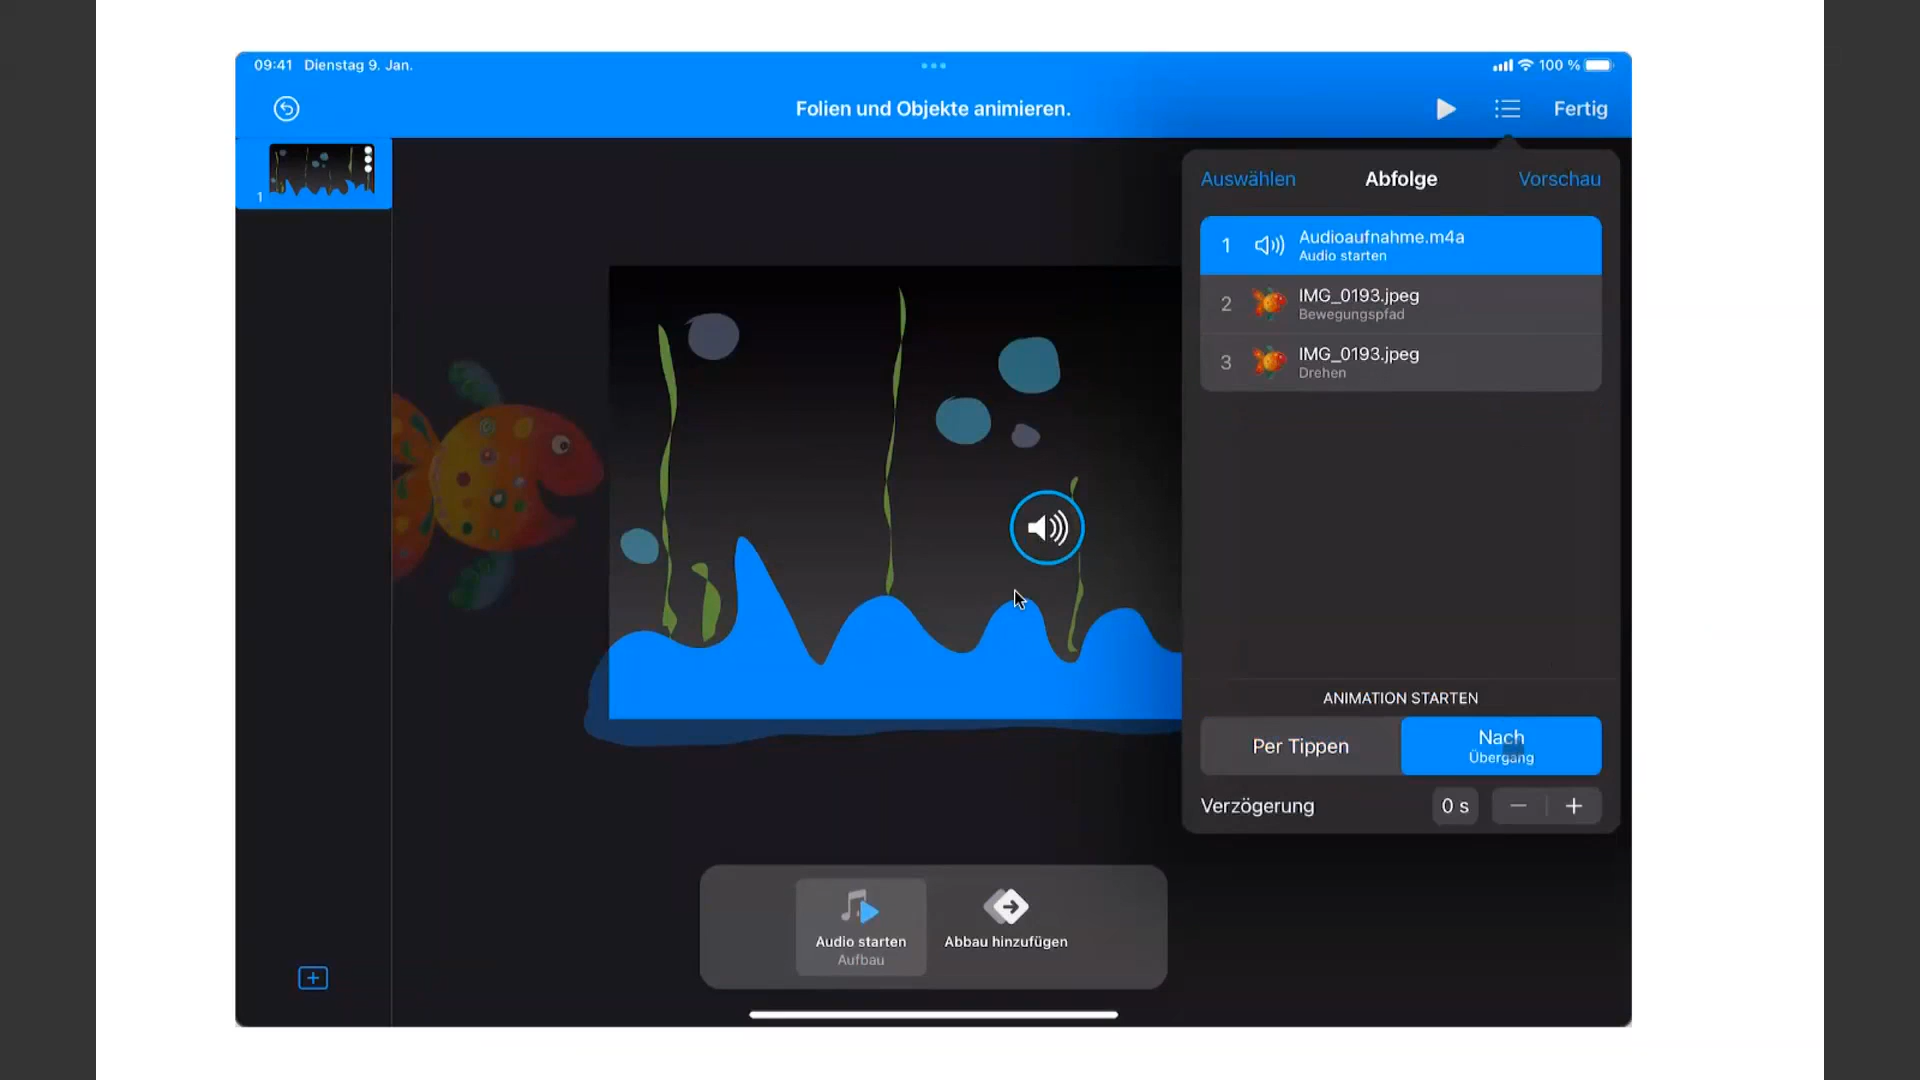 09:41 Dienstag 9. Jan.
100 %
Folien und Objekte animieren.
Fertig
1
Auswählen
Abfolge
Vorschau
1
Audioaufnahme.m4a
Audio starten
2
IMG_0193.jpeg
Bewegungspfad
3
IMG_0193.jpeg
Drehen
ANIMATION STARTEN
Per Tippen
Nach
Übergang
Verzögerung
0 s
Audio starten
Aufbau
Abbau hinzufügen